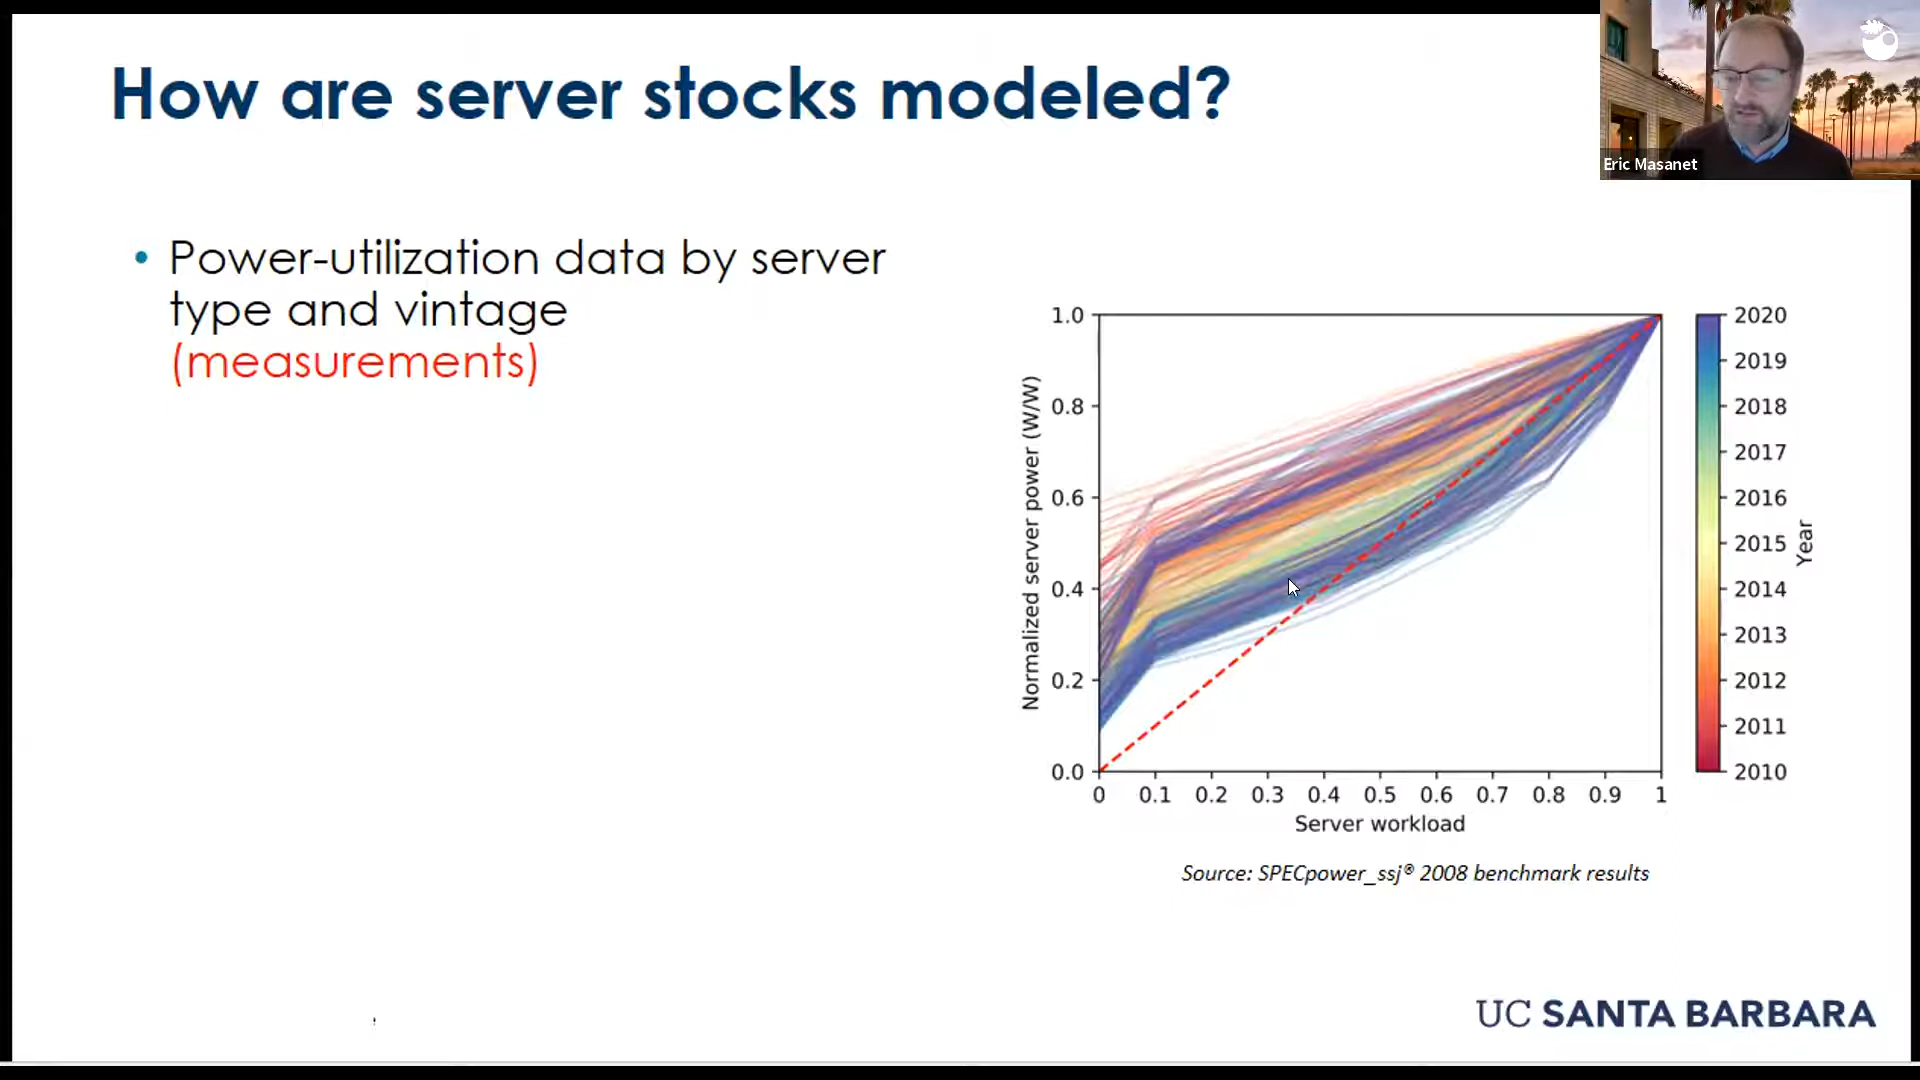 How are server stocks modeled?
Eric Masanet
• Power-utilization data by server
type and vintage
(measurements)
Normalized server power (W/W)
1.0
0.8
0.6
0.4
0.2
0.0
0 0.1 0.2 0.3 0.4 0.5 0.6 0.7 0.8 0.9 1
Server workload
2020
2019
2018
2017
2016
2015
2014
2013
2012
2011
2010
Year
Source: SPECpower_ssj® 2008 benchmark results
UC SANTA BARBARA